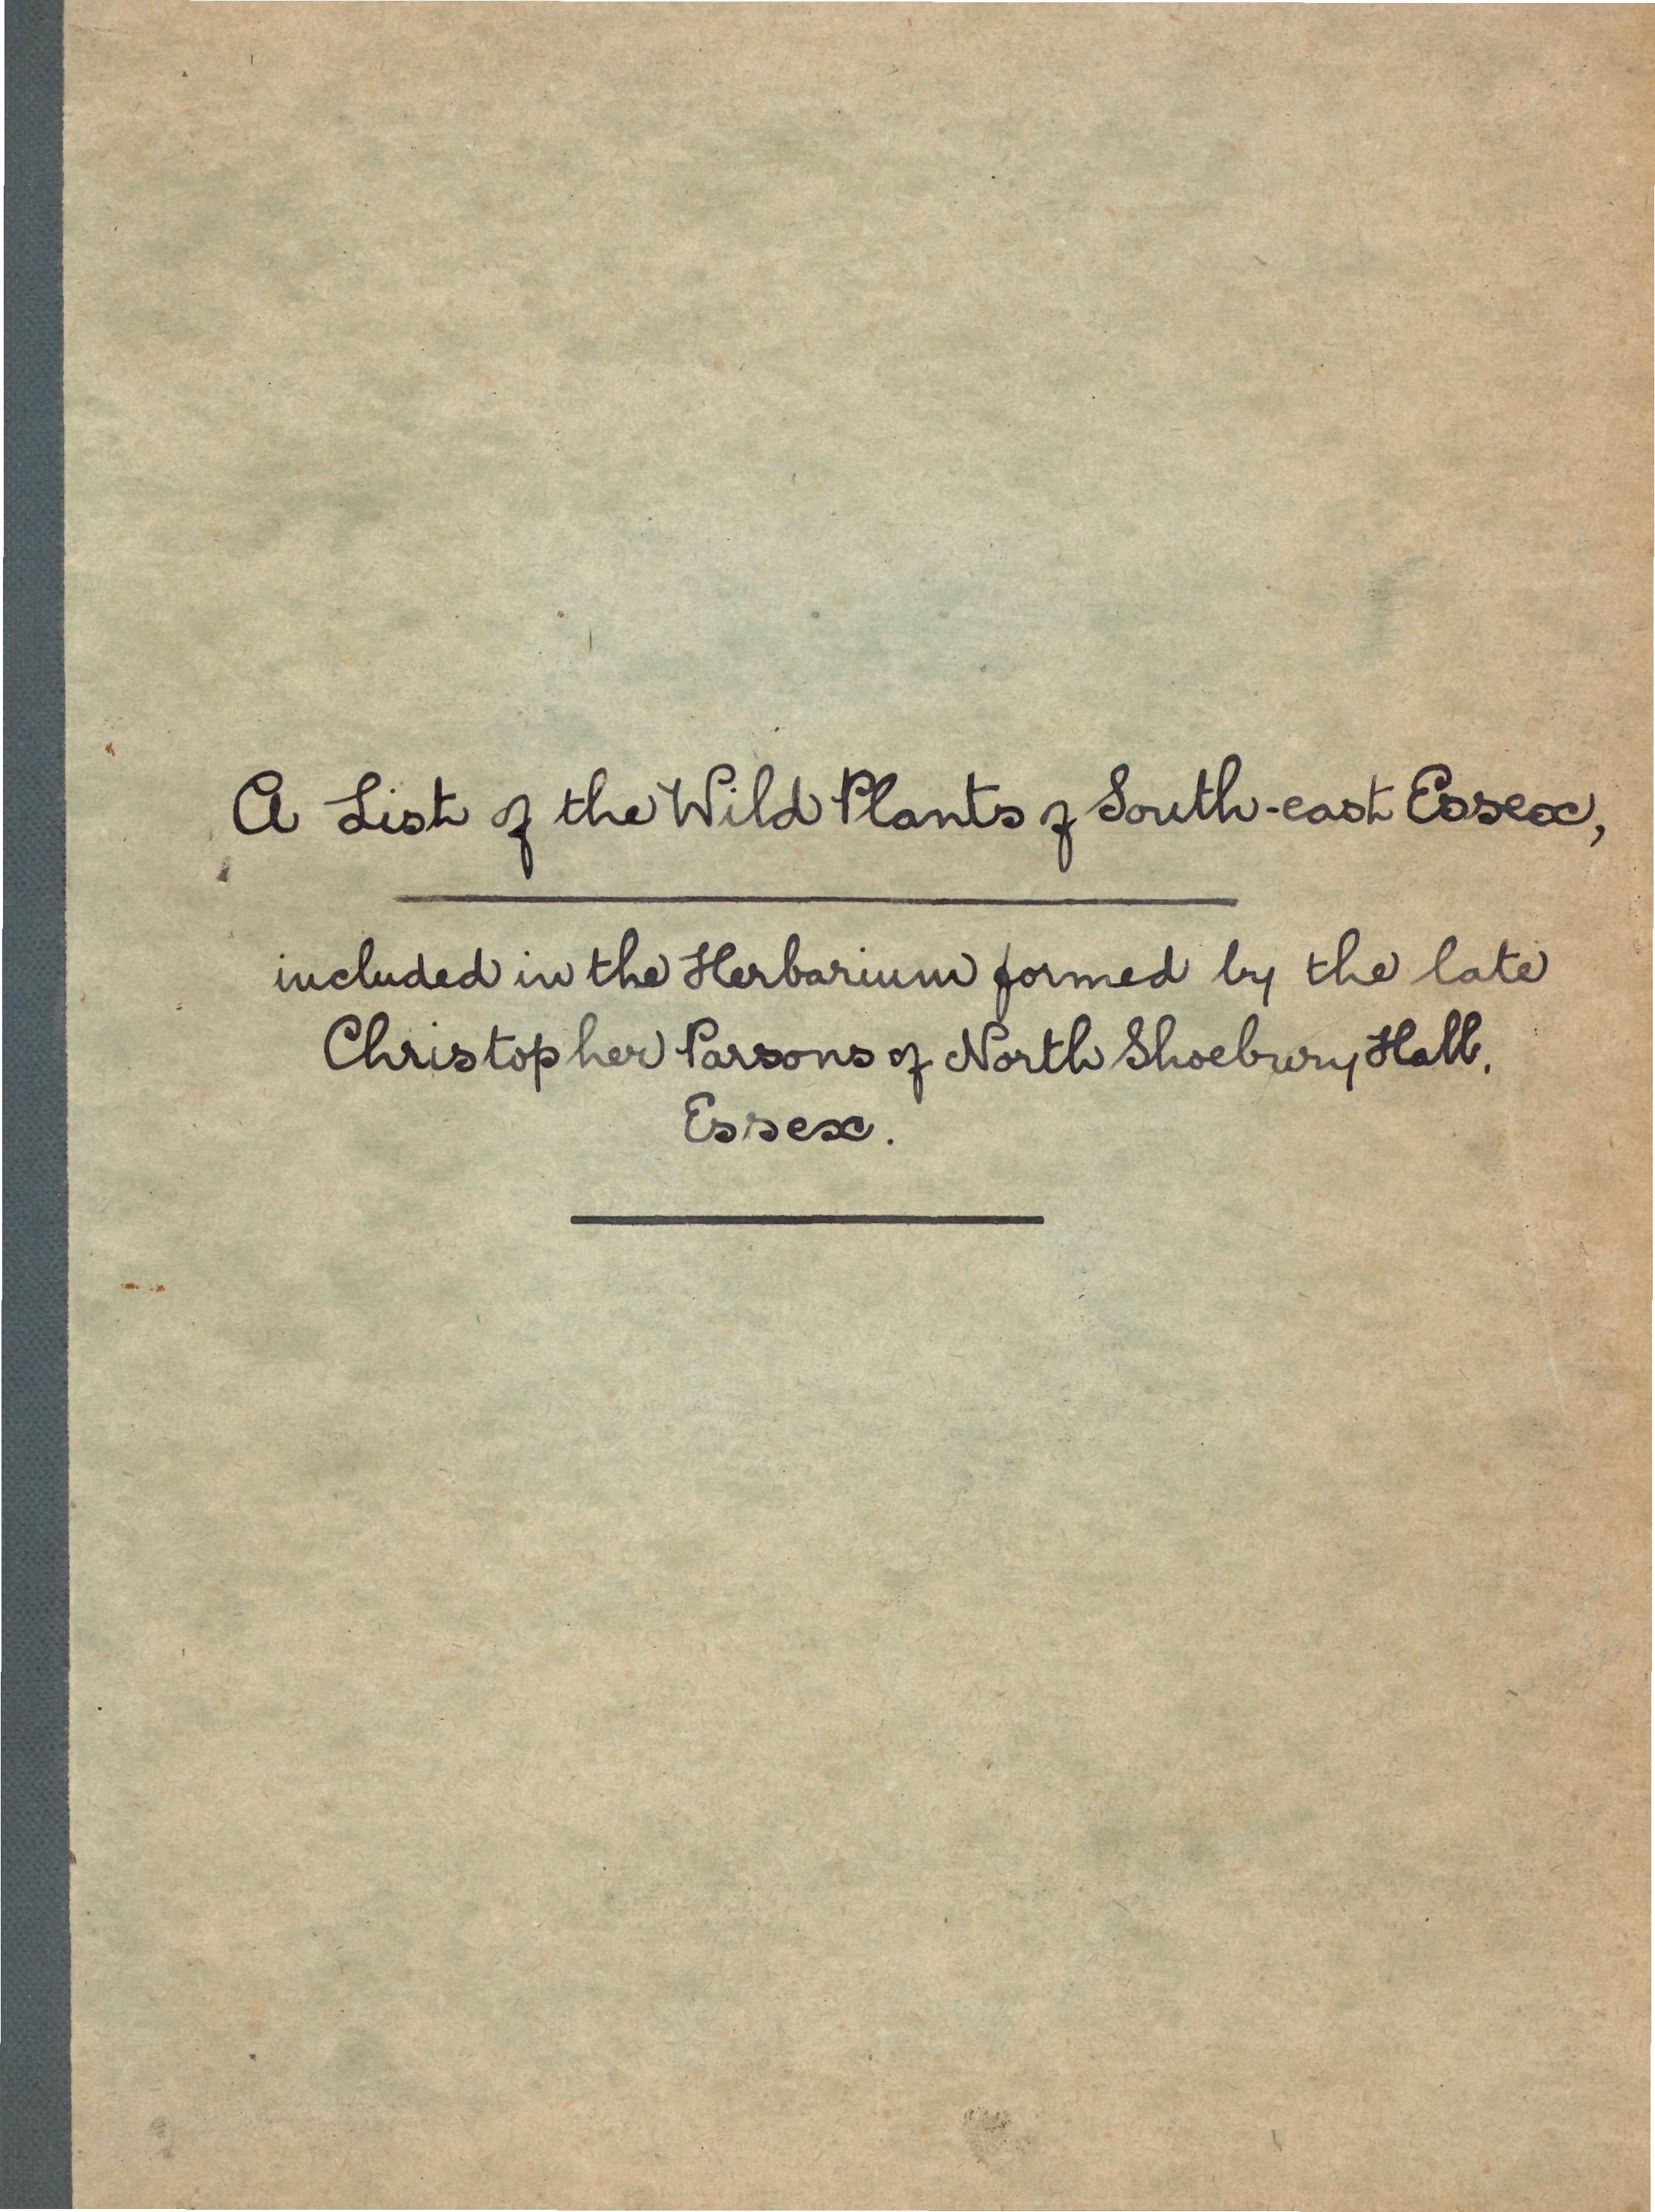 A List of the Wild Plants of South-east Essex,
included in the Herbarium formed by the late
Christopher Parsons of North Shoebury Hall,
Essex.